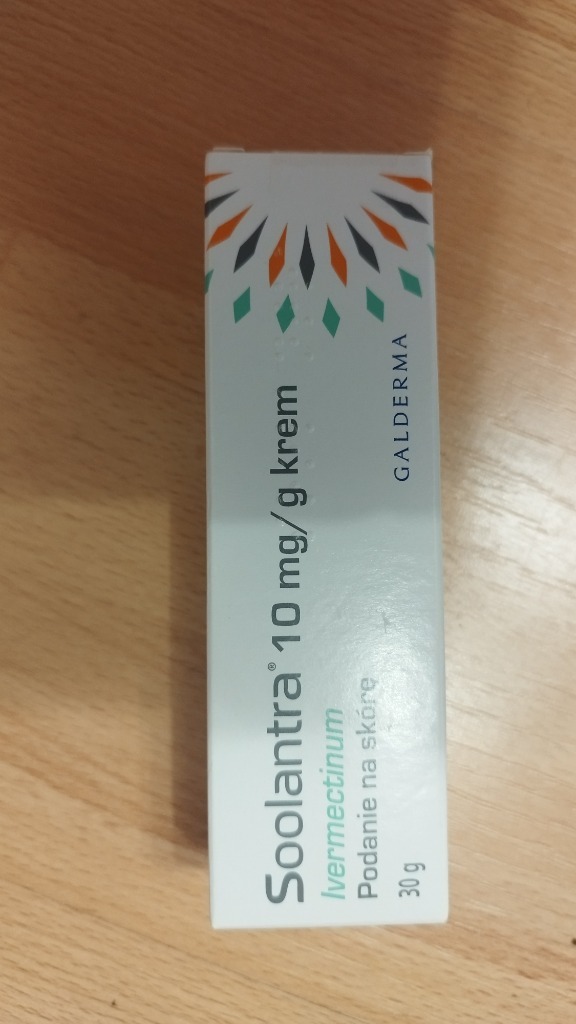 Soolantra® 10 mg/g krem
Ivermectinum
Podanie na skórę
30 g
GALDERMA